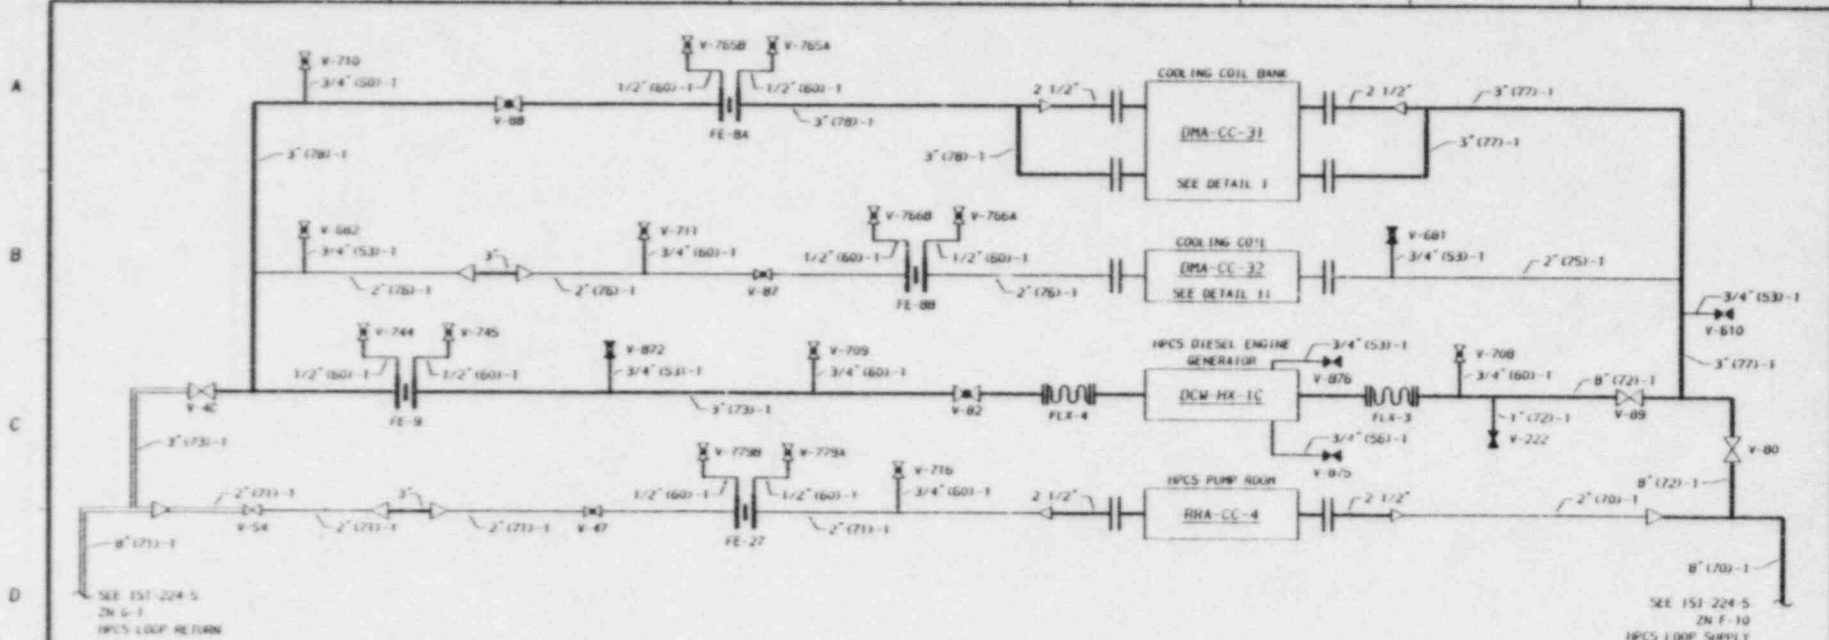 A
V-710
3/4" (50)-1
V-765B
V-765A
1/2" (60)-1
1/2" (60)-1
V-8B
FE-8A
3" (78)-1
3" (78)-1
3" (78)-1
2 1/2"
COOLING COIL BANK
DMA-CC-31
SEE DETAIL I
2 1/2"
3" (77)-1
3" (77)-1
B
V-682
3/4" (53)-1
3"
2" (76)-1
2" (76)-1
V-711
3/4" (60)-1
V-87
V-766B
V-766A
1/2" (60)-1
1/2" (60)-1
FE-8B
2" (76)-1
COOLING COIL
DMA-CC-32
SEE DETAIL II
V-681
3/4" (53)-1
2" (75)-1
3/4" (53)-1
V-610
3" (77)-1
C
V-4C
3" (73)-1
V-744
V-745
1/2" (60)-1
1/2" (60)-1
FE-9
V-872
3/4" (53)-1
3" (73)-1
V-709
3/4" (60)-1
V-82
FLX-4
HPCS DIESEL ENGINE
GENERATOR
DCW-HX-1C
3/4" (53)-1
V-876
3/4" (56)-1
V-875
FLX-3
V-708
3/4" (60)-1
1" (72)-1
V-222
8" (72)-1
V-89
V-80
8" (72)-1
D
8" (71)-1
2" (71)-1
V-54
3"
2" (71)-1
2" (71)-1
V-47
V-779B
V-779A
1/2" (60)-1
1/2" (60)-1
FE-27
2" (71)-1
V-716
3/4" (60)-1
2 1/2"
HPCS PUMP ROOM
RRA-CC-4
2 1/2"
2" (70)-1
8" (70)-1
SEE ISI-224-5
ZN G-1
HPCS LOOP RETURN
SEE ISI-224-5
ZN F-10
HPCS LOOP SUPPLY